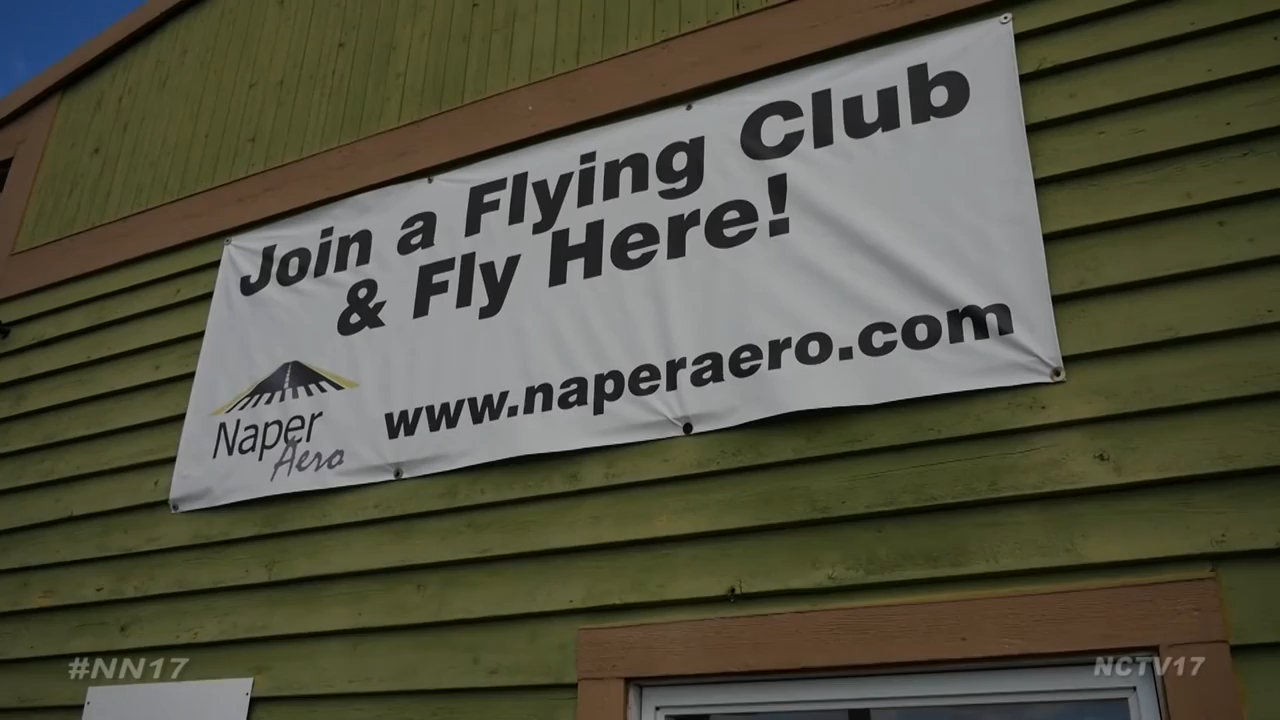 Join a Flying Club
& Fly Here!
www.naperaero.com
Naper
Aero
#NN17
NCTV17